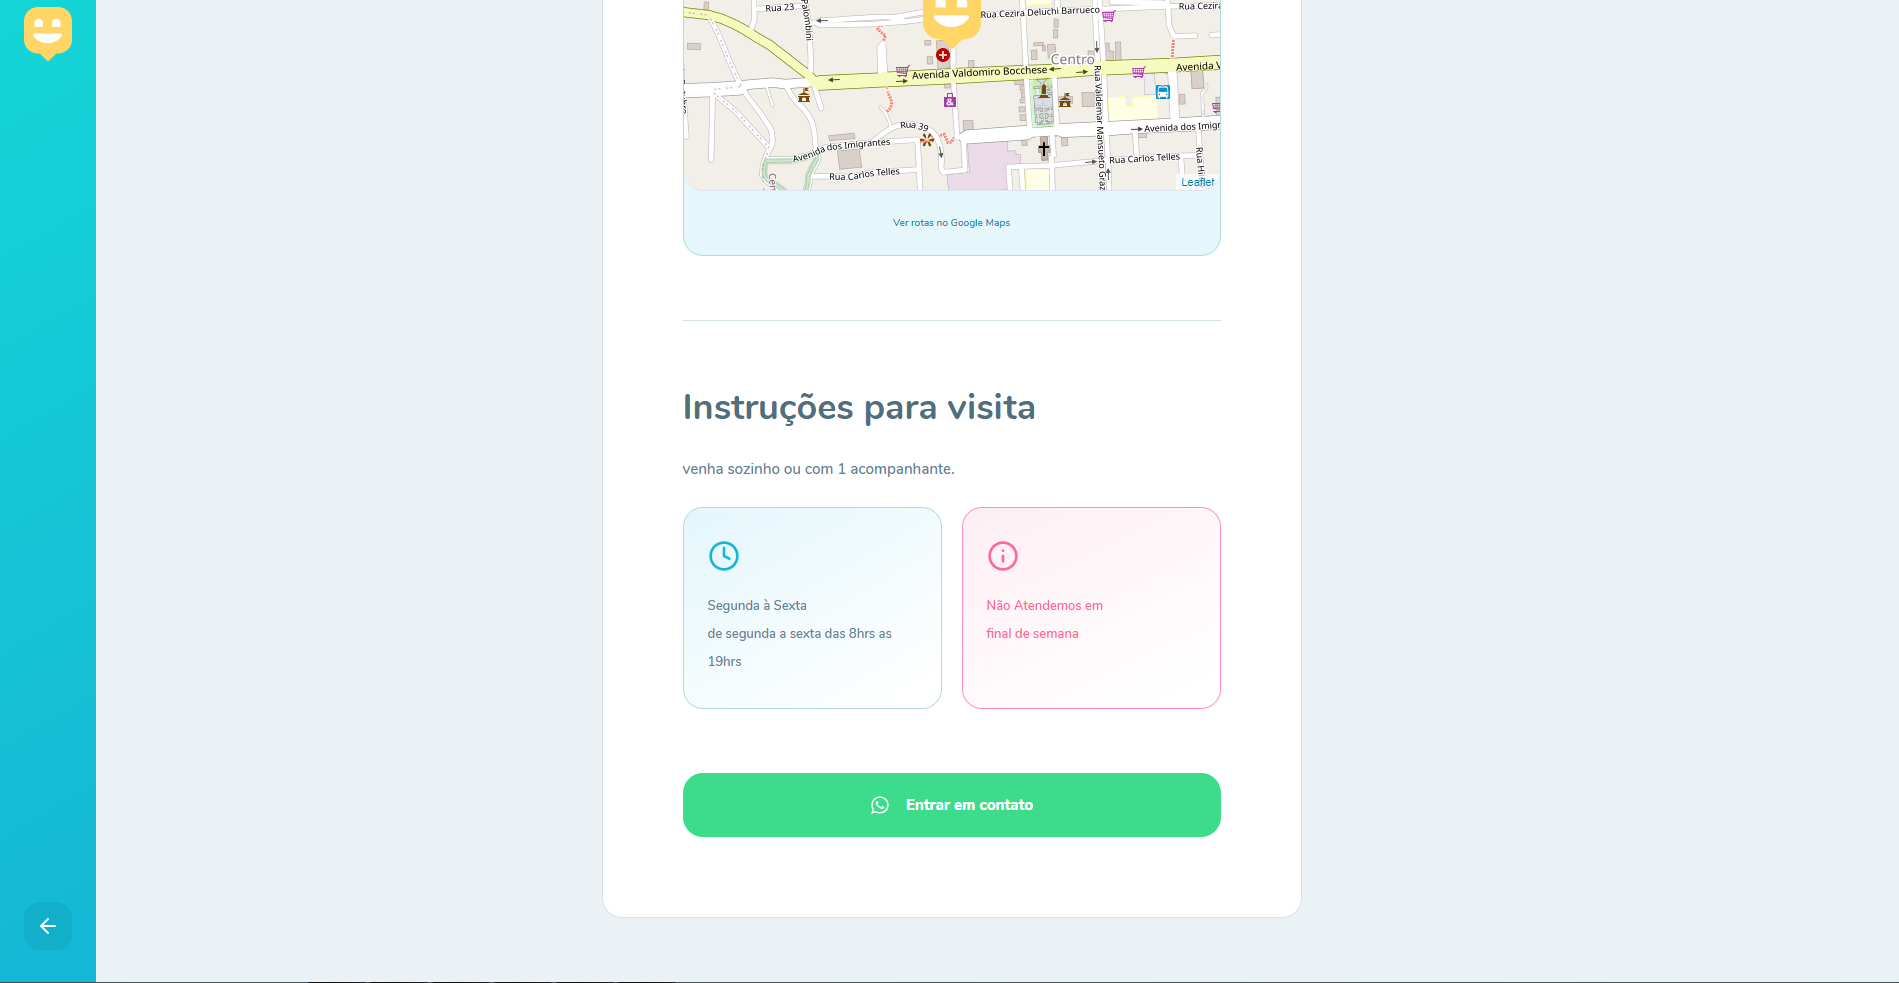 Rua 23
Palombini
Rua Cezira Deluchi Barrueco
Rua Cezira
Centro
Avenida Valdomiro Bocchese
Avenida V
Rua Valdemar Mansueto Graz
Rua 39
Avenida dos Imigrantes
Avenida dos Imigr
Rua Carlos Telles
Rua Carlos Telles
Rua Hi
Cen
Leaflet
Ver rotas no Google Maps
Instruções para visita
venha sozinho ou com 1 acompanhante.
Segunda à Sexta
de segunda a sexta das 8hrs as
19hrs
Não Atendemos em
final de semana
Entrar em contato